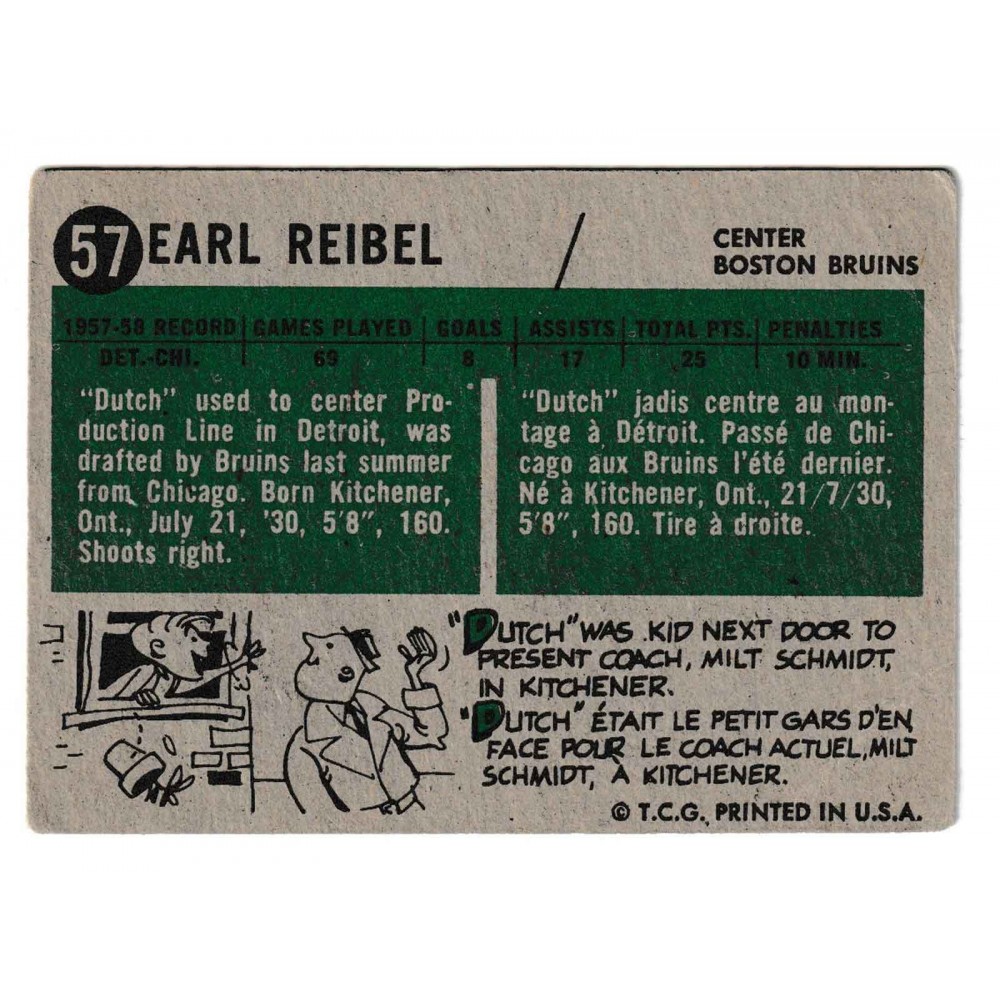 57 EARL REIBEL
CENTER
BOSTON BRUINS
1957-58 RECORD GAMES PLAYED GOALS ASSISTS TOTAL PTS. PENALTIES
DET.-CHI. 69 8 17 25 10 MIN.
"Dutch" used to center Pro-
duction Line in Detroit, was
drafted by Bruins last summer
from Chicago. Born Kitchener,
Ont., July 21, '30, 5'8", 160.
Shoots right.
"Dutch" jadis centre au mon-
tage à Détroit. Passé de Chi-
cago aux Bruins l'été dernier.
Né à Kitchener, Ont., 21/7/30,
5'8", 160. Tire à droite.
"DUTCH" WAS KID NEXT DOOR TO
PRESENT COACH, MILT SCHMIDT,
IN KITCHENER.
"DUTCH" ÉTAIT LE PETIT GARS D'EN
FACE POUR LE COACH ACTUEL, MILT
SCHMIDT, À KITCHENER.
© T.C.G. PRINTED IN U.S.A.